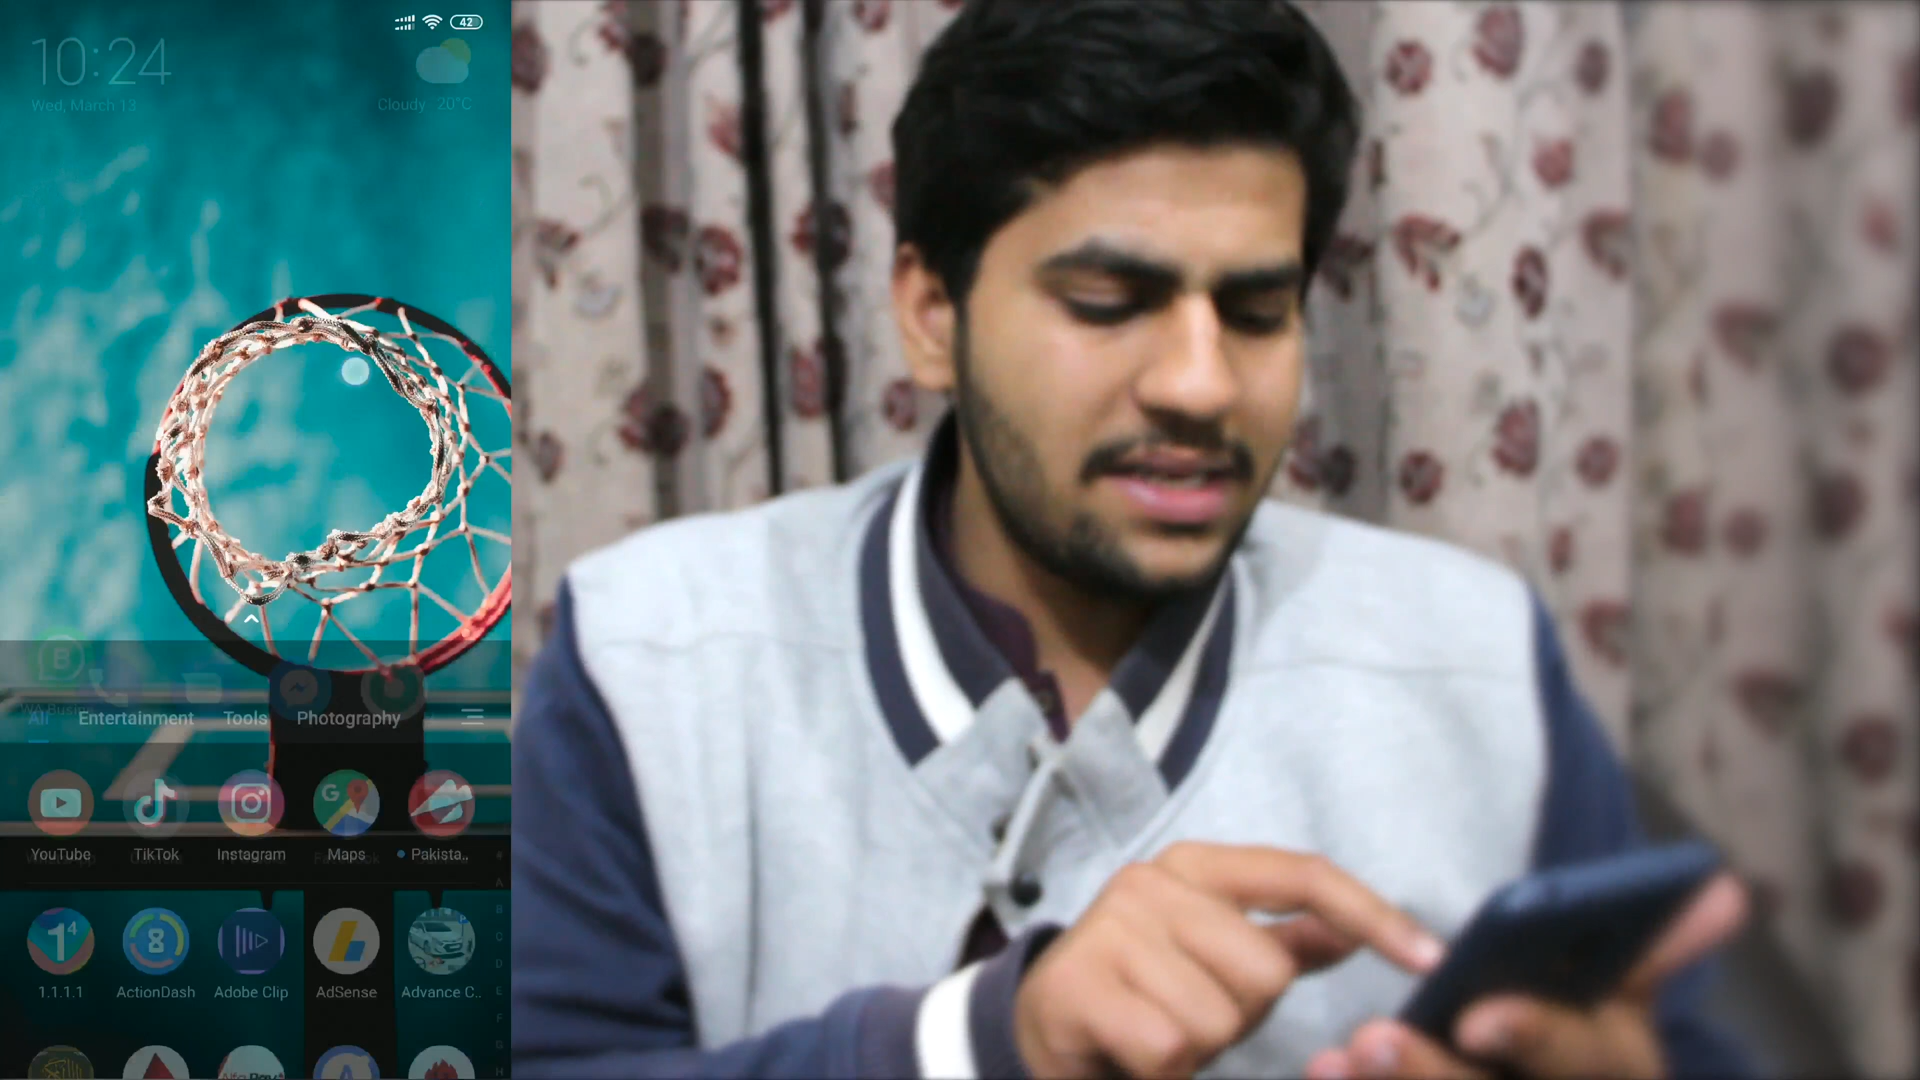 42
10:24
Wed, March 13
Cloudy 20°C
All Entertainment Tools Photography
YouTube TikTok Instagram Maps Pakista..
1.1.1.1 ActionDash Adobe Clip AdSense Advance C..